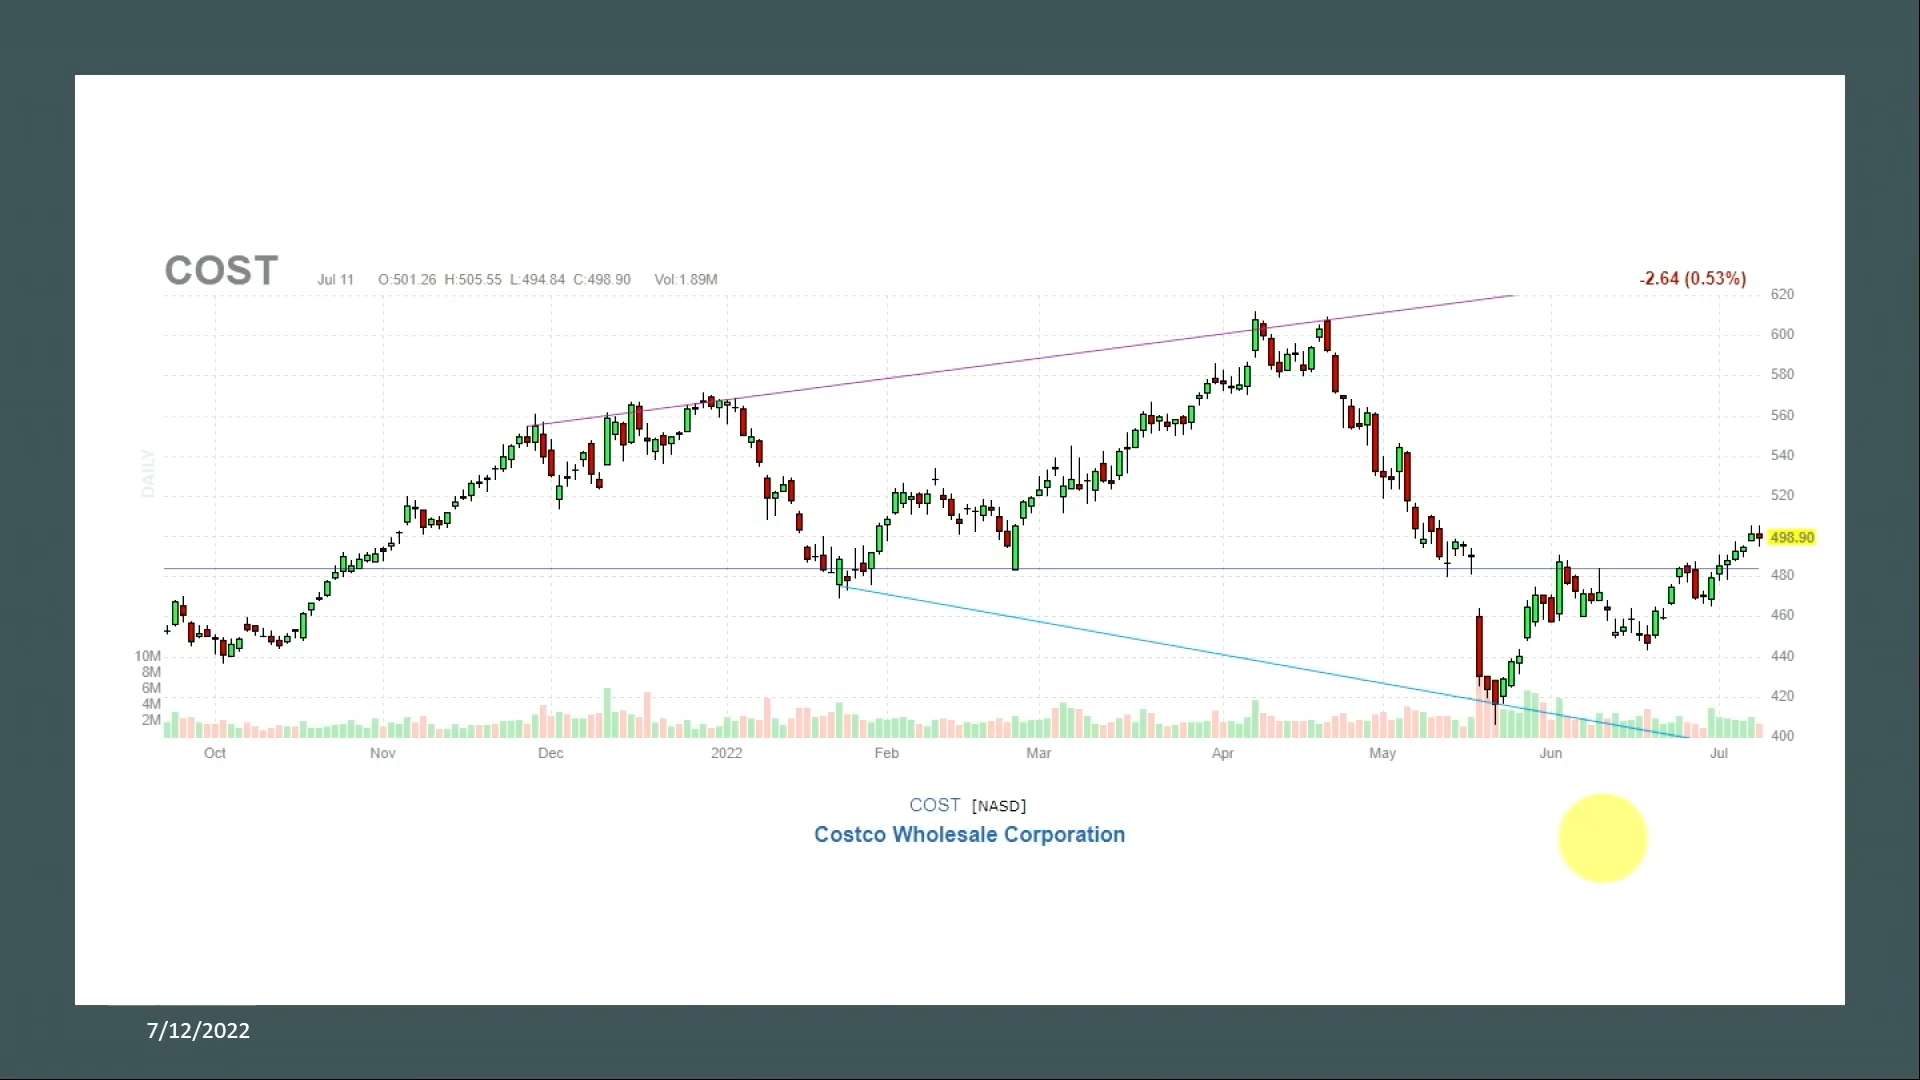 COST Jul 11 O:501.26 H:505.55 L:494.84 C:498.90 Vol:1.89M -2.64 (0.53%)
620
600
580
560
540
DAILY
520
498.90
480
460
10M 440
8M
6M
4M 420
2M
400
Oct Nov Dec 2022 Feb Mar Apr May Jun Jul
COST [NASD]
Costco Wholesale Corporation
7/12/2022